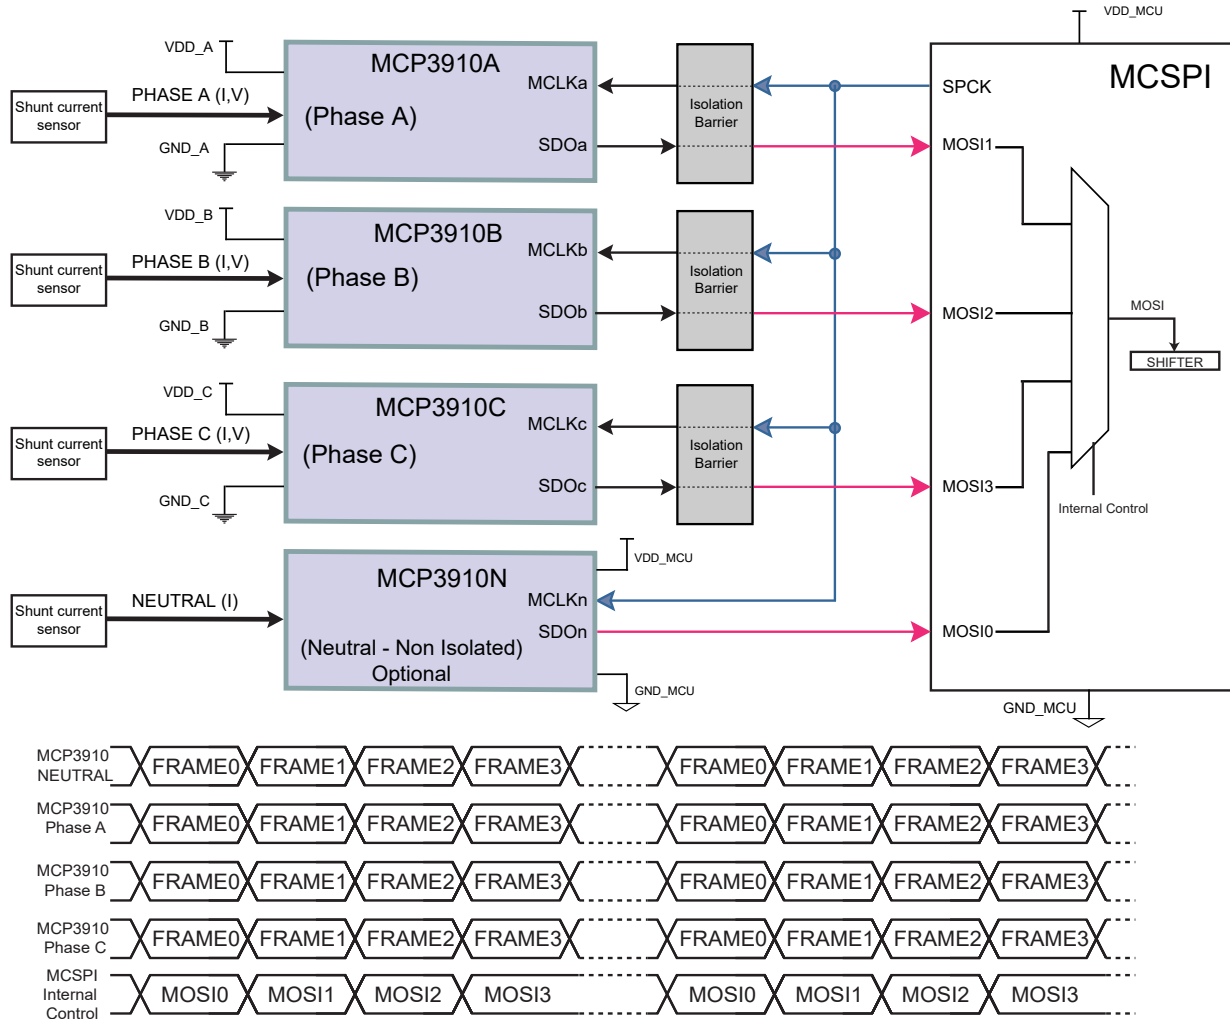 VDD_MCU
VDD_A
MCP3910A
MCLKa
SPCK
MCSPI
Shunt current
sensor
PHASE A (I,V)
(Phase A)
Isolation
Barrier
GND_A
SDOa
MOSI1
VDD_B
MCP3910B
MCLKb
Shunt current
sensor
PHASE B (I,V)
(Phase B)
Isolation
Barrier
GND_B
SDOb
MOSI2
MOSI
SHIFTER
VDD_C
MCP3910C
MCLKc
Shunt current
sensor
PHASE C (I,V)
(Phase C)
Isolation
Barrier
GND_C
SDOc
MOSI3
Internal Control
VDD_MCU
MCP3910N
MCLKn
Shunt current
sensor
NEUTRAL (I)
SDOn
MOSI0
(Neutral - Non Isolated)
Optional
GND_MCU
GND_MCU
MCP3910
NEUTRAL
FRAME0 FRAME1 FRAME2 FRAME3 FRAME0 FRAME1 FRAME2 FRAME3
MCP3910
Phase A
FRAME0 FRAME1 FRAME2 FRAME3 FRAME0 FRAME1 FRAME2 FRAME3
MCP3910
Phase B
FRAME0 FRAME1 FRAME2 FRAME3 FRAME0 FRAME1 FRAME2 FRAME3
MCP3910
Phase C
FRAME0 FRAME1 FRAME2 FRAME3 FRAME0 FRAME1 FRAME2 FRAME3
MCSPI
Internal
Control
MOSI0 MOSI1 MOSI2 MOSI3 MOSI0 MOSI1 MOSI2 MOSI3